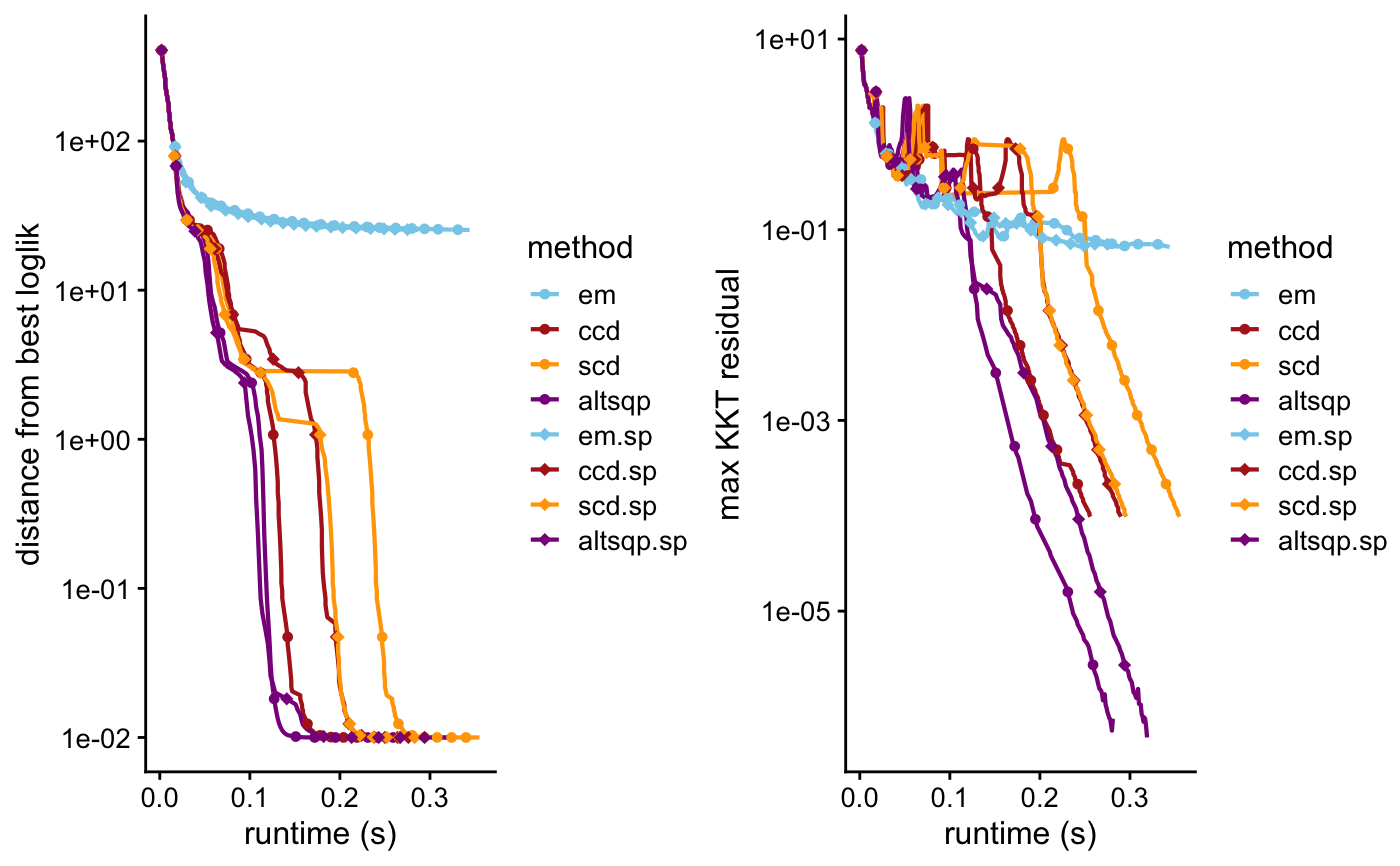 distance from best loglik
1e+02
1e+01
1e+00
1e-01
1e-02
0.0 0.1 0.2 0.3
runtime (s)
method
em
ccd
scd
altsqp
em.sp
ccd.sp
scd.sp
altsqp.sp
max KKT residual
1e+01
1e-01
1e-03
1e-05
0.0 0.1 0.2 0.3
runtime (s)
method
em
ccd
scd
altsqp
em.sp
ccd.sp
scd.sp
altsqp.sp